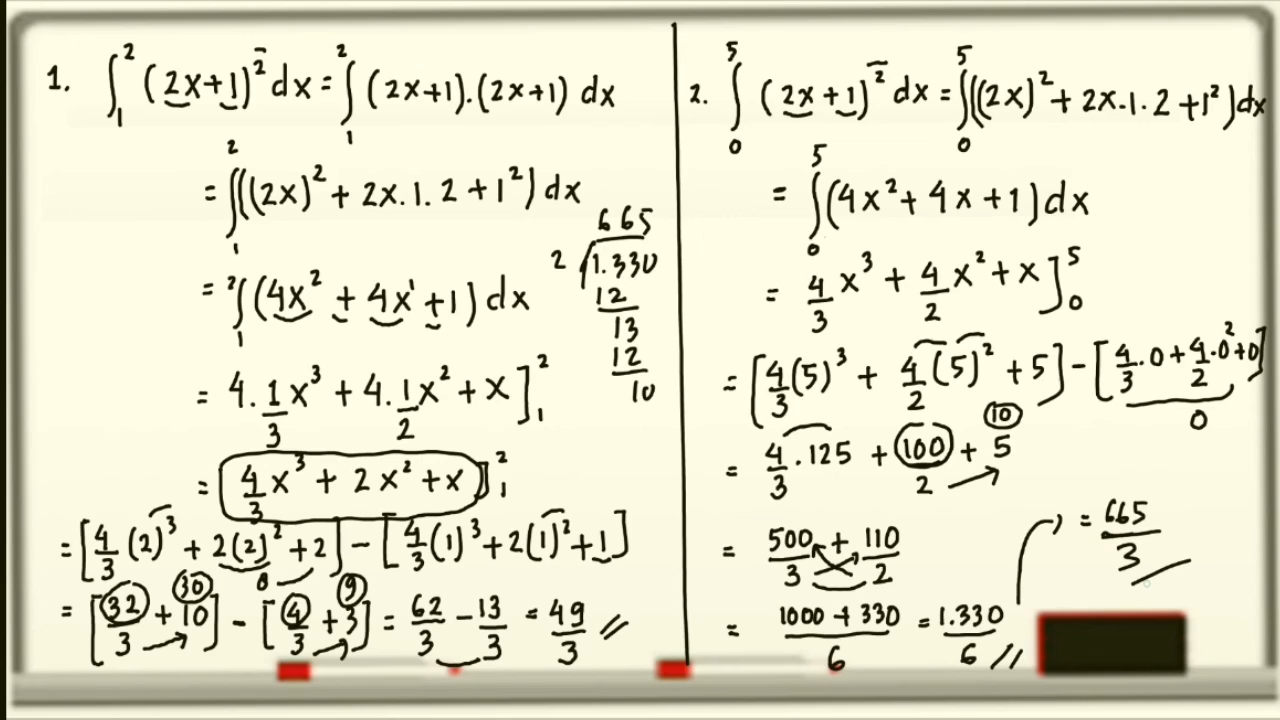 1. ∫₁² (2x+1)² dx = ∫₁² (2x+1).(2x+1) dx
= ∫₁² ((2x)² + 2x.1.2 + 1²) dx
= ∫₁² (4x² + 4x¹ + 1) dx
= 4.1/3 x³ + 4.1/2 x² + x ]₁²
= 4/3 x³ + 2x² + x ]₁²
= [4/3 (2)³ + 2(2)² + 2] - [4/3 (1)³ + 2(1)² + 1]
8
30 9
= [32/3 + 10] - [4/3 + 3] = 62/3 - 13/3 = 49/3 //
665
2 √1.330
12
13
12
10
2. ∫₀⁵ (2x+1)² dx = ∫₀⁵ ((2x)² + 2x.1.2 + 1²) dx
= ∫₀⁵ (4x² + 4x + 1) dx
= 4/3 x³ + 4/2 x² + x ]₀⁵
= [4/3 (5)³ + 4/2 (5)² + 5] - [4/3 . 0 + 4/2 . 0² + 0]
0
10
= 4/3 . 125 + 100/2 + 5
= 500/3 + 110/2
= (1000 + 330)/6 = 1.330/6 //
= 665/3